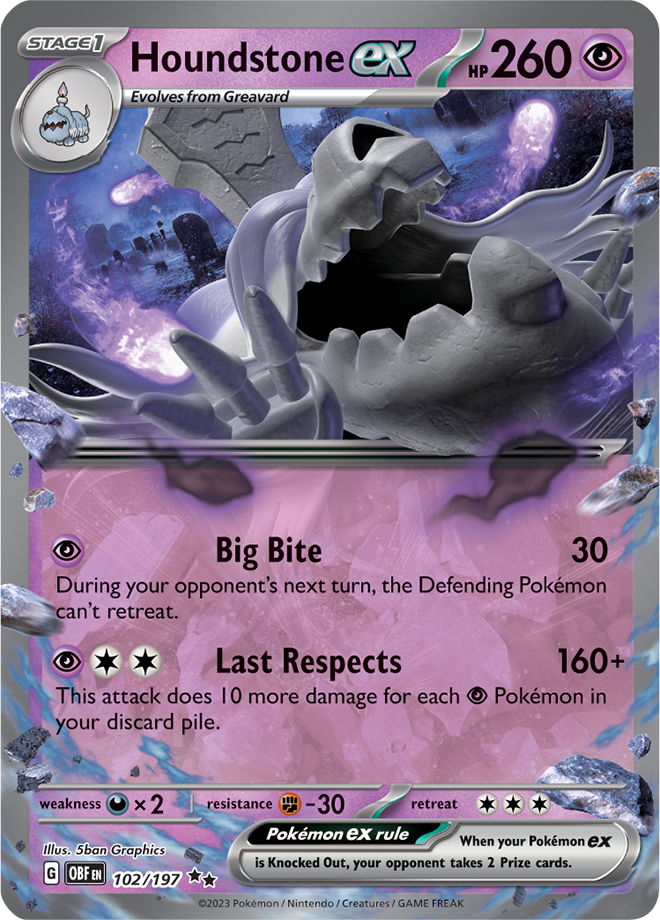 STAGE 1
Houndstone ex HP 260
Evolves from Greavard
Big Bite 30
During your opponent's next turn, the Defending Pokémon
can't retreat.
Last Respects 160+
This attack does 10 more damage for each Pokémon in
your discard pile.
weakness ×2 resistance -30 retreat
Pokémon ex rule When your Pokémon ex
is Knocked Out, your opponent takes 2 Prize cards.
Illus. 5ban Graphics
G OBF EN 102/197
©2023 Pokémon / Nintendo / Creatures / GAME FREAK